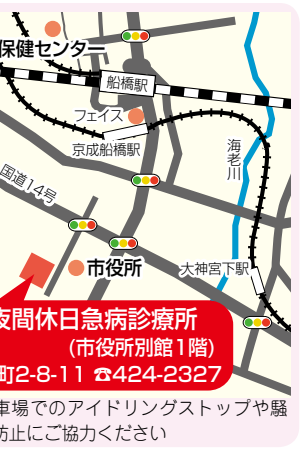 保健センター
船橋駅
フェイス
京成船橋駅
海老川
国道14号
市役所
大神宮下駅
夜間休日急病診療所
(市役所別館1階)
町2-8-11 ☎424-2327
車場でのアイドリングストップや騒
防止にご協力ください